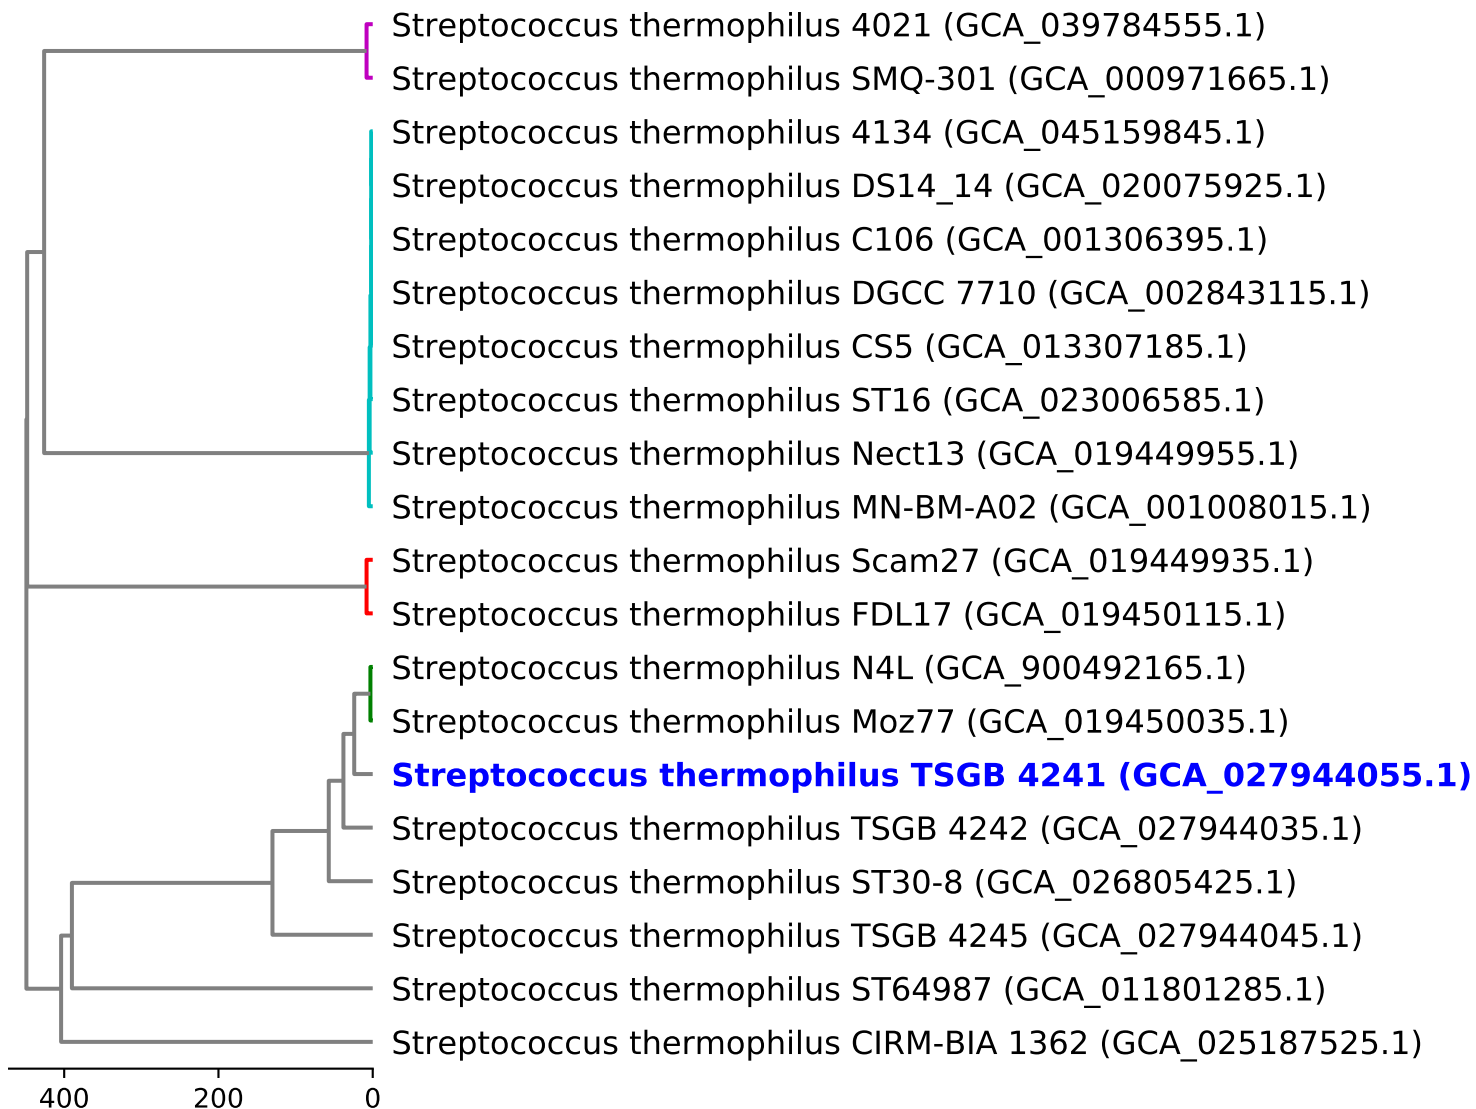 Streptococcus thermophilus 4021 (GCA_039784555.1)
Streptococcus thermophilus SMQ-301 (GCA_000971665.1)
Streptococcus thermophilus 4134 (GCA_045159845.1)
Streptococcus thermophilus DS14_14 (GCA_020075925.1)
Streptococcus thermophilus C106 (GCA_001306395.1)
Streptococcus thermophilus DGCC 7710 (GCA_002843115.1)
Streptococcus thermophilus CS5 (GCA_013307185.1)
Streptococcus thermophilus ST16 (GCA_023006585.1)
Streptococcus thermophilus Nect13 (GCA_019449955.1)
Streptococcus thermophilus MN-BM-A02 (GCA_001008015.1)
Streptococcus thermophilus Scam27 (GCA_019449935.1)
Streptococcus thermophilus FDL17 (GCA_019450115.1)
Streptococcus thermophilus N4L (GCA_900492165.1)
Streptococcus thermophilus Moz77 (GCA_019450035.1)
Streptococcus thermophilus TSGB 4241 (GCA_027944055.1)
Streptococcus thermophilus TSGB 4242 (GCA_027944035.1)
Streptococcus thermophilus ST30-8 (GCA_026805425.1)
Streptococcus thermophilus TSGB 4245 (GCA_027944045.1)
Streptococcus thermophilus ST64987 (GCA_011801285.1)
Streptococcus thermophilus CIRM-BIA 1362 (GCA_025187525.1)
400 200 0